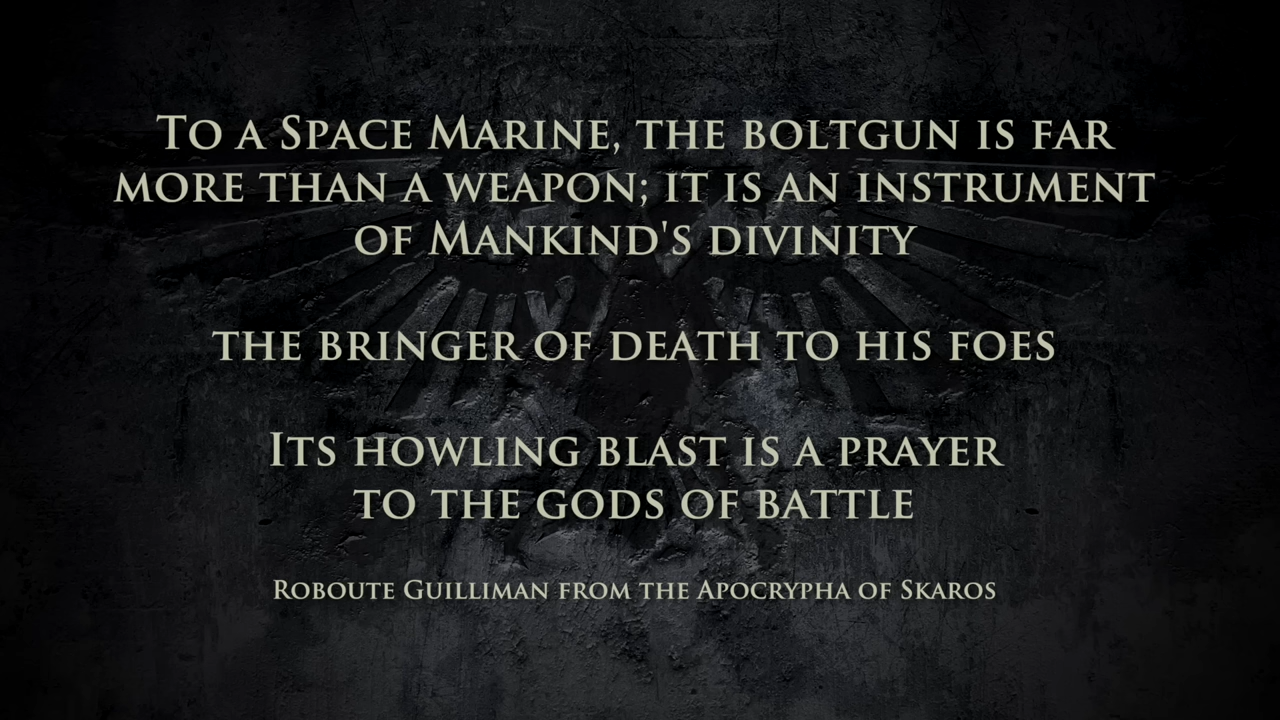 To a Space Marine, the boltgun is far
more than a weapon; it is an instrument
of Mankind's divinity
the bringer of death to his foes
Its howling blast is a prayer
to the gods of battle
Roboute Guilliman from the Apocrypha of Skaros